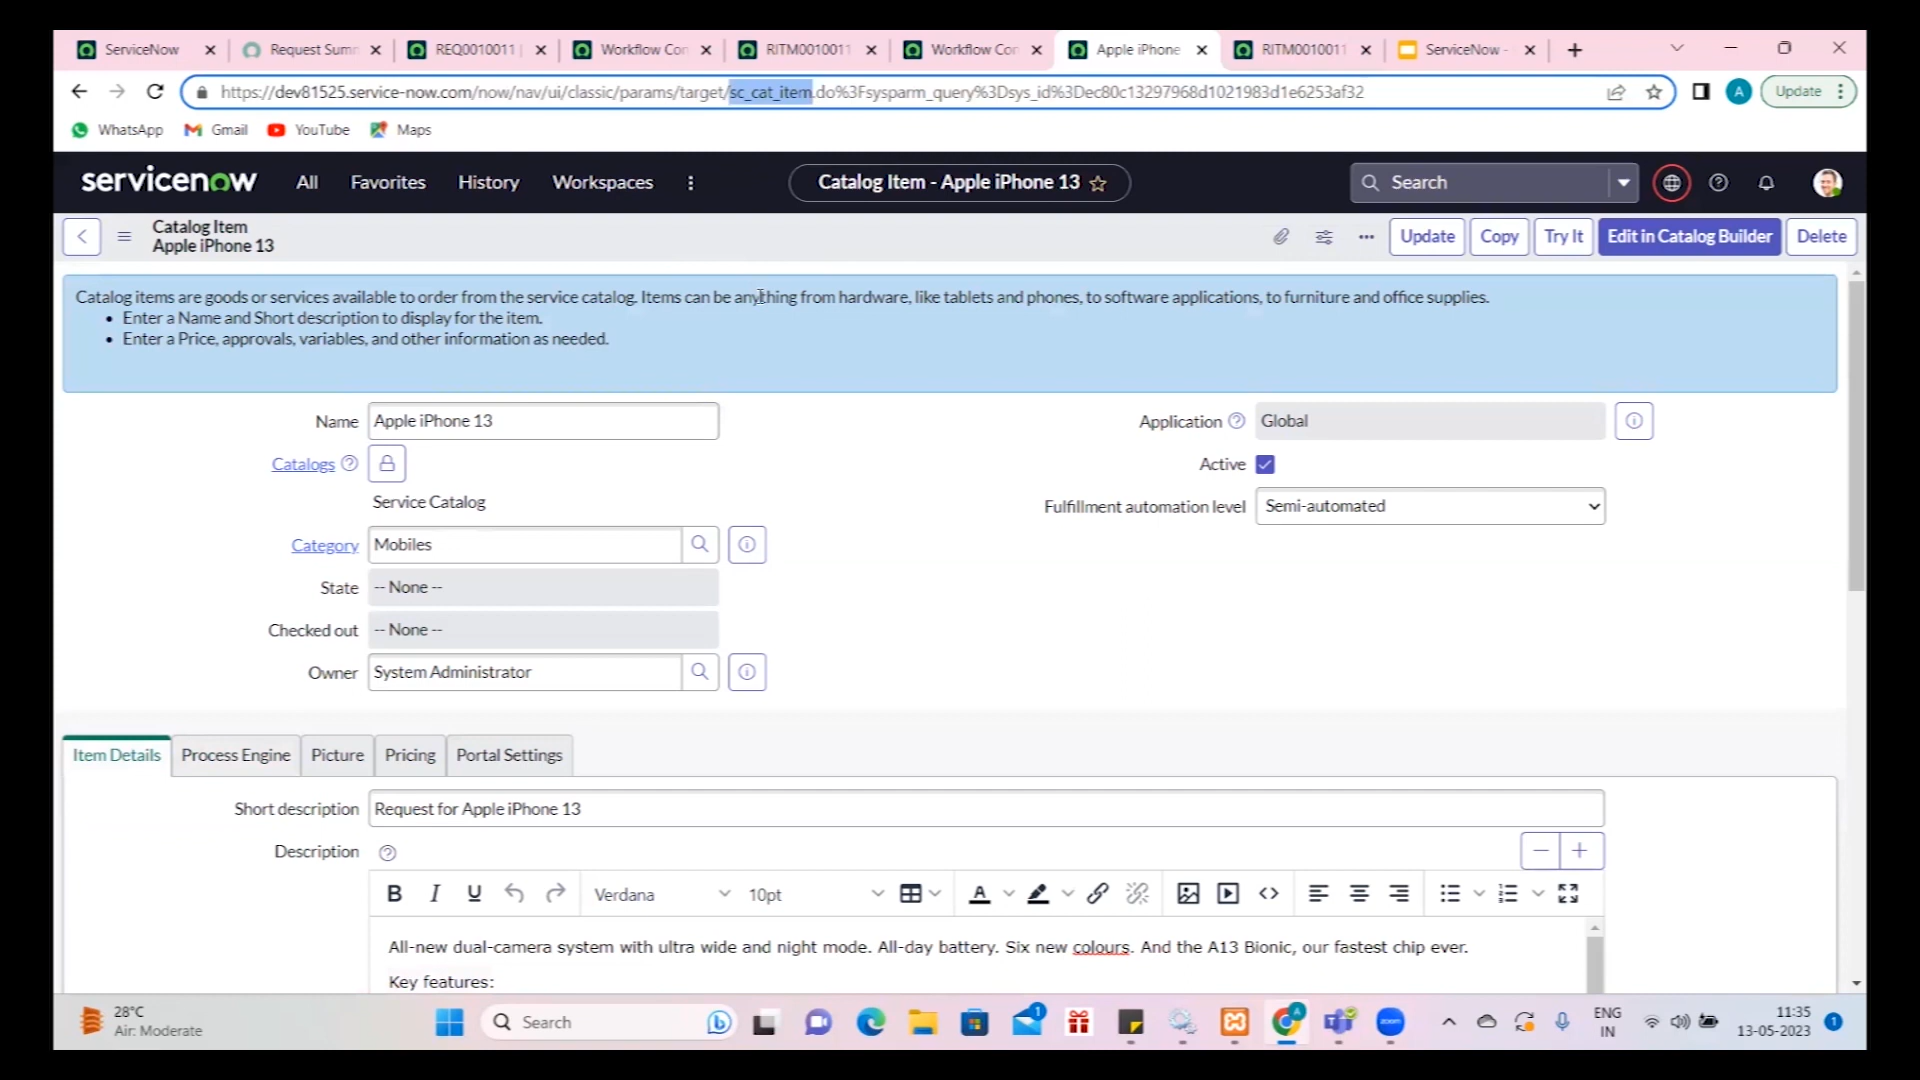 ServiceNow
Request Sum
REQ0010011 |
Workflow Con
RITM0010011
Workflow Con
Apple iPhone
RITM0010011
ServiceNow -
https://dev81525.service-now.com/now/nav/ui/classic/params/target/sc_cat_item.do%3Fsysparm_query%3Dsys_id%3Dec80c13297968d1021983d1e6253af32
A
Update
WhatsApp
Gmail
YouTube
Maps
servicenow
All
Favorites
History
Workspaces
Catalog Item - Apple iPhone 13
Search
Catalog Item
Apple iPhone 13
Update
Copy
Try It
Edit in Catalog Builder
Delete
Catalog items are goods or services available to order from the service catalog. Items can be anything from hardware, like tablets and phones, to software applications, to furniture and office supplies.
• Enter a Name and Short description to display for the item.
• Enter a Price, approvals, variables, and other information as needed.
Name
Apple iPhone 13
Application
Global
Catalogs
Service Catalog
Active
Fulfillment automation level
Semi-automated
Category
Mobiles
State
-- None --
Checked out
-- None --
Owner
System Administrator
Item Details
Process Engine
Picture
Pricing
Portal Settings
Short description
Request for Apple iPhone 13
Description
B I U
Verdana
10pt
A
All-new dual-camera system with ultra wide and night mode. All-day battery. Six new colours. And the A13 Bionic, our fastest chip ever.
Key features:
28°C
Air: Moderate
Search
1
A
zoom
ENG
IN
11:35
13-05-2023
1